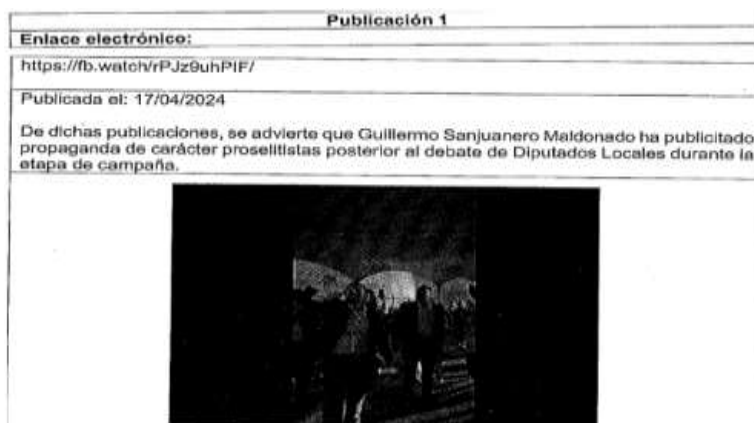 Publicación 1
Enlace electrónico:
https://fb.watch/rPJz9uhPIF/
Publicada el: 17/04/2024
De dichas publicaciones, se advierte que Guillermo Sanjuanero Maldonado ha publicitado
propaganda de carácter proselitistas posterior al debate de Diputados Locales durante la
etapa de campaña.